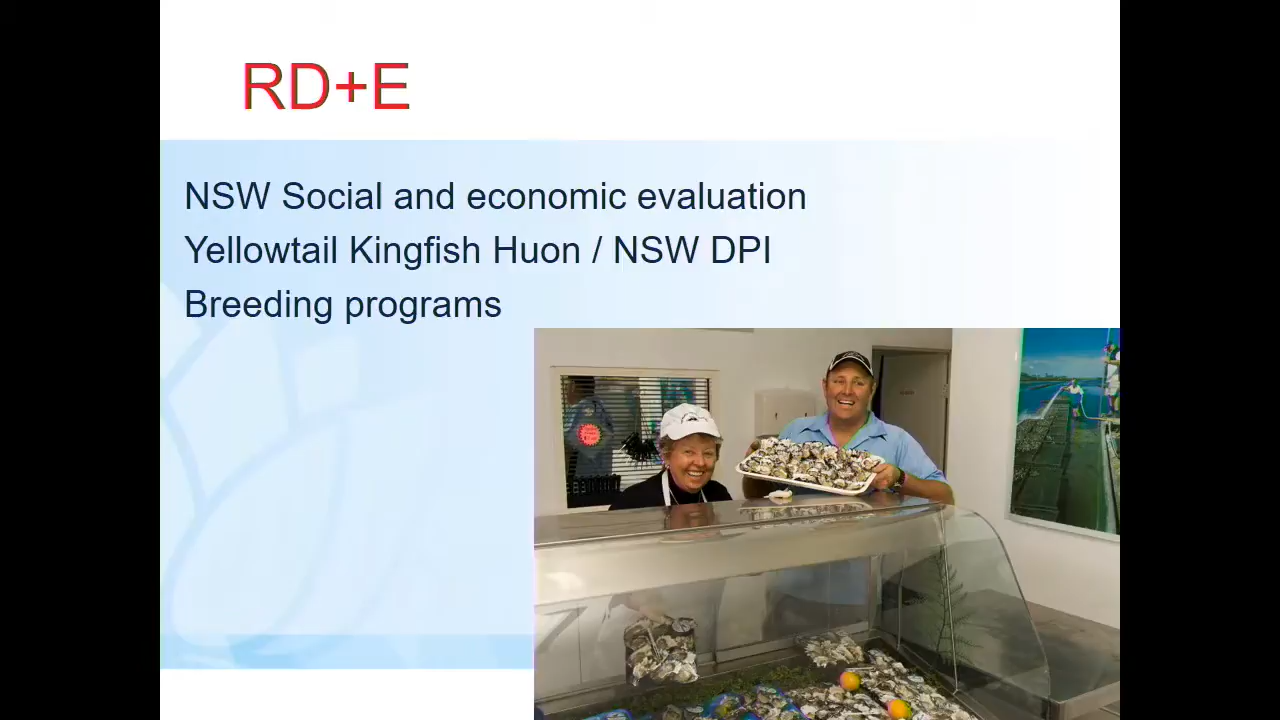 RD+E
NSW Social and economic evaluation
Yellowtail Kingfish Huon / NSW DPI
Breeding programs